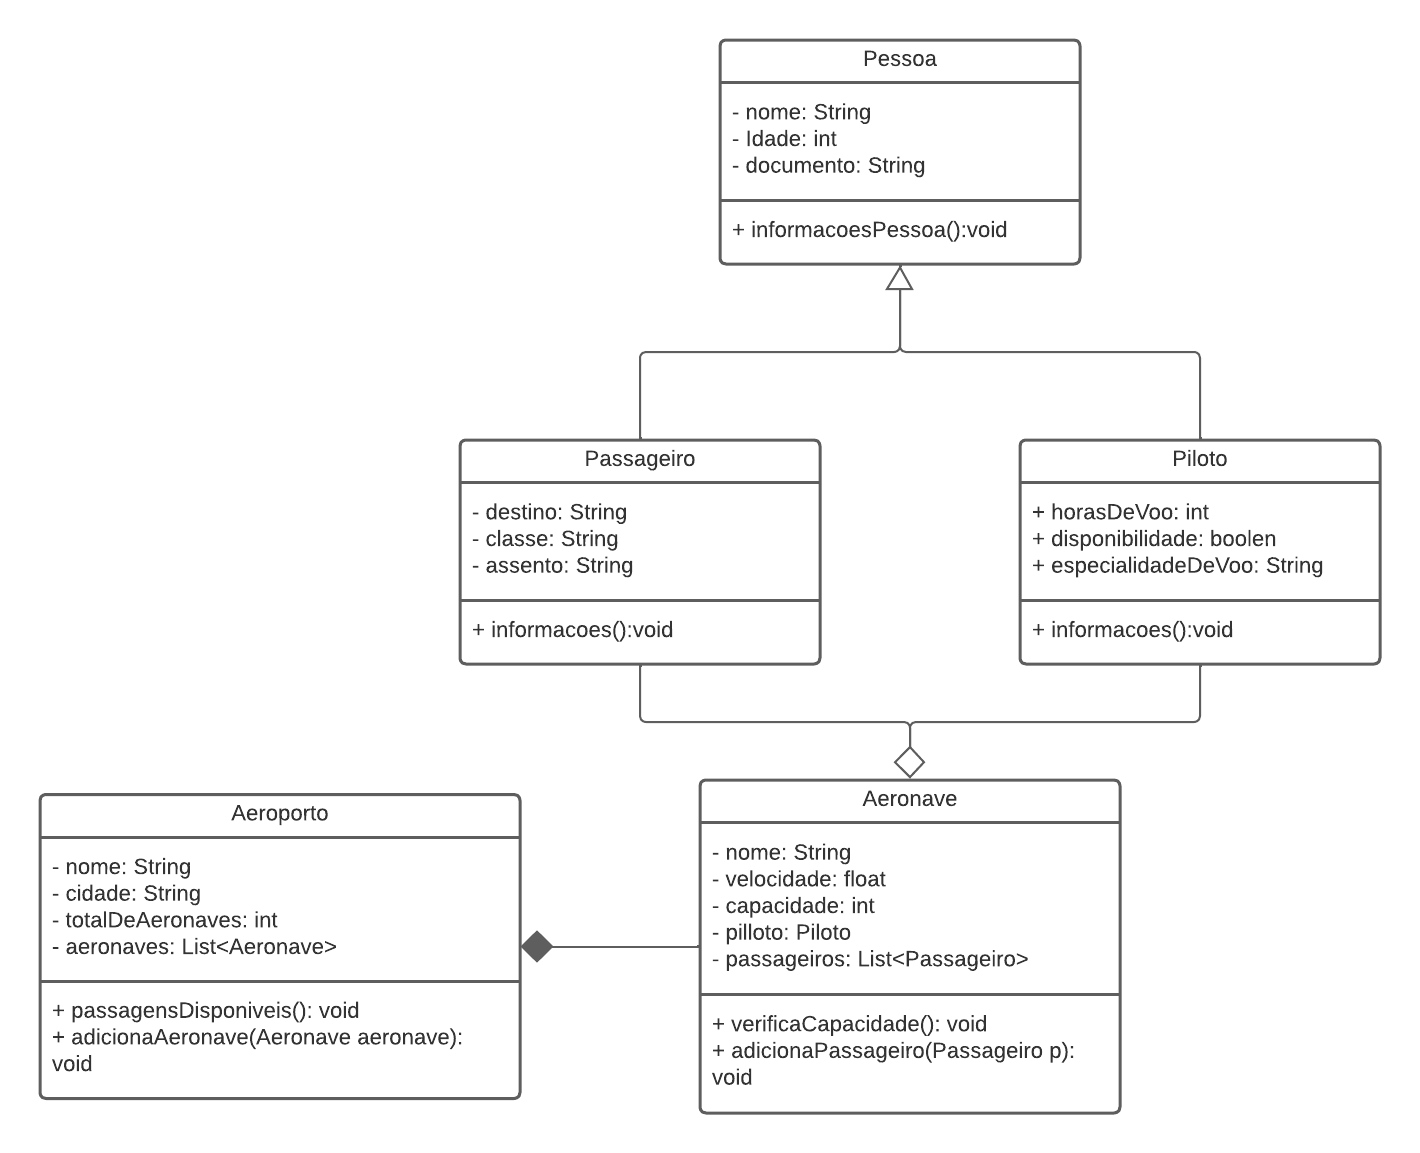 Pessoa
- nome: String
- Idade: int
- documento: String
+ informacoesPessoa():void
Passageiro
- destino: String
- classe: String
- assento: String
+ informacoes():void
Piloto
+ horasDeVoo: int
+ disponibilidade: boolen
+ especialidadeDeVoo: String
+ informacoes():void
Aeroporto
- nome: String
- cidade: String
- totalDeAeronaves: int
- aeronaves: List<Aeronave>
+ passagensDisponiveis(): void
+ adicionaAeronave(Aeronave aeronave):
void
Aeronave
- nome: String
- velocidade: float
- capacidade: int
- pilloto: Piloto
- passageiros: List<Passageiro>
+ verificaCapacidade(): void
+ adicionaPassageiro(Passageiro p):
void